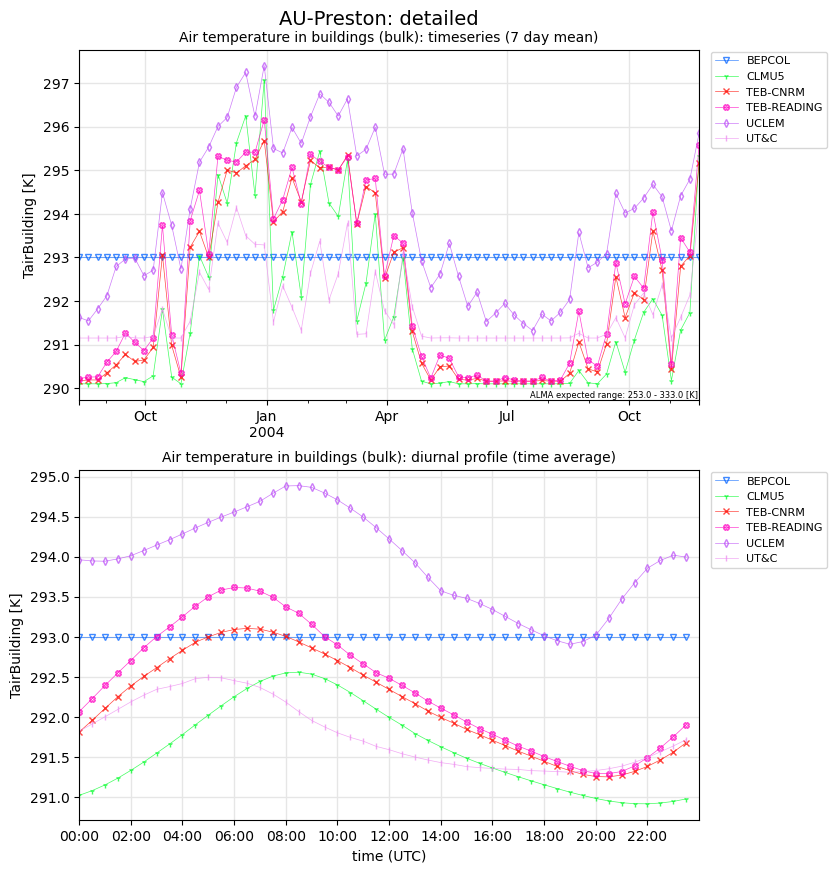 AU-Preston: detailed
Air temperature in buildings (bulk): timeseries (7 day mean)
297
296
295
294
293
292
291
290
TairBuilding [K]
Oct
Jan
2004
Apr
Jul
Oct
ALMA expected range: 253.0 - 333.0 [K]
BEPCOL
CLMU5
TEB-CNRM
TEB-READING
UCLEM
UT&C
Air temperature in buildings (bulk): diurnal profile (time average)
295.0
294.5
294.0
293.5
293.0
292.5
292.0
291.5
291.0
TairBuilding [K]
00:00 02:00 04:00 06:00 08:00 10:00 12:00 14:00 16:00 18:00 20:00 22:00
time (UTC)
BEPCOL
CLMU5
TEB-CNRM
TEB-READING
UCLEM
UT&C